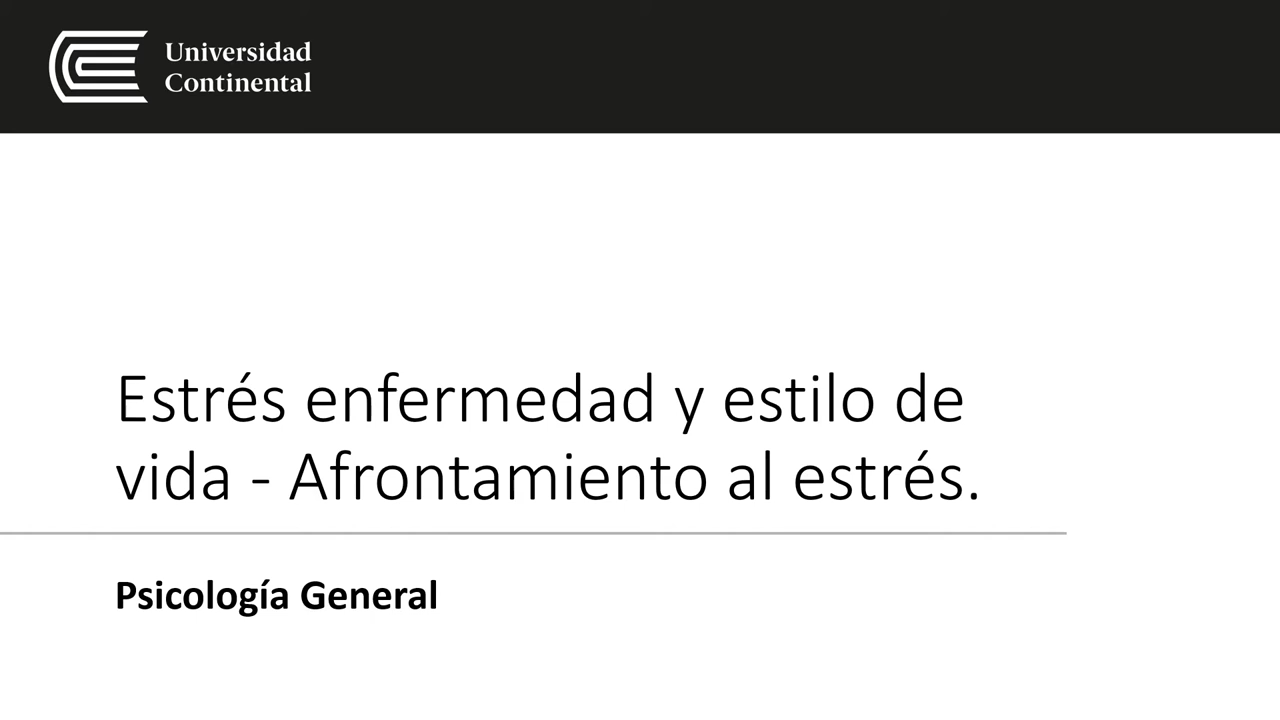 Universidad
Continental
Estrés enfermedad y estilo de
vida - Afrontamiento al estrés.
Psicología General